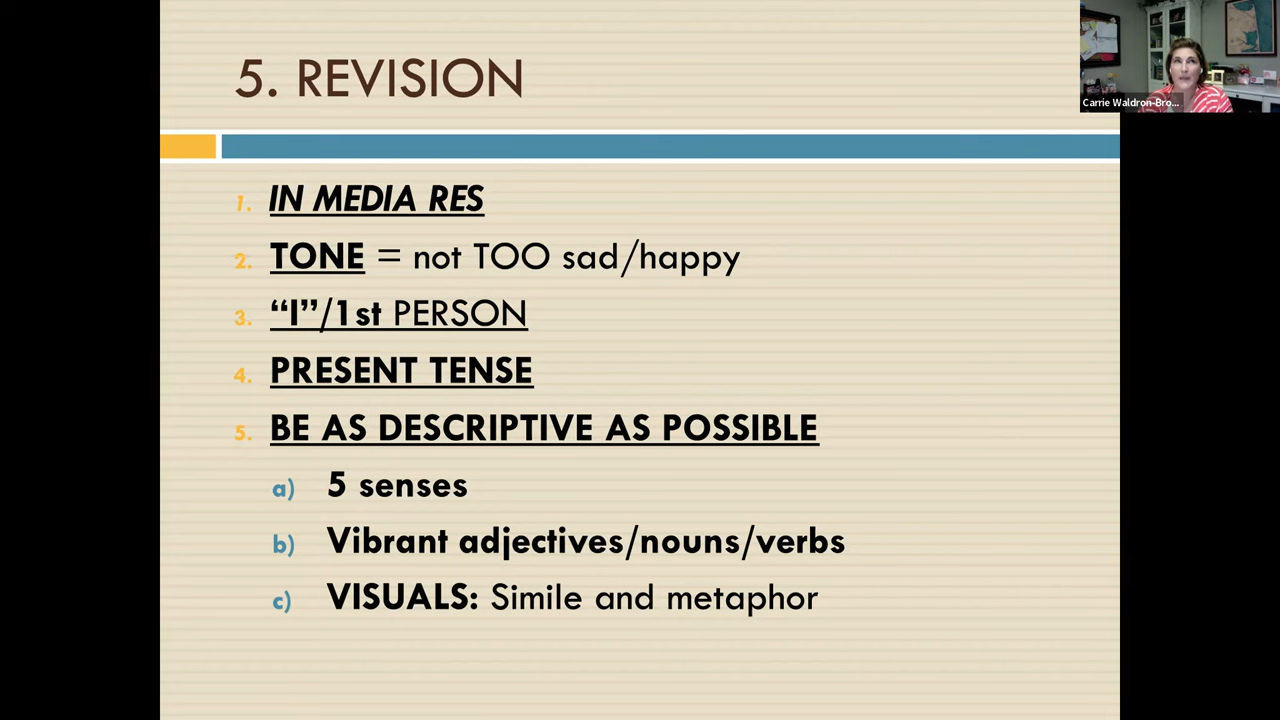 5. REVISION
Carrie Waldron-Bro...
1. IN MEDIA RES
2. TONE = not TOO sad/happy
3. “I”/1st PERSON
4. PRESENT TENSE
5. BE AS DESCRIPTIVE AS POSSIBLE
a) 5 senses
b) Vibrant adjectives/nouns/verbs
c) VISUALS: Simile and metaphor